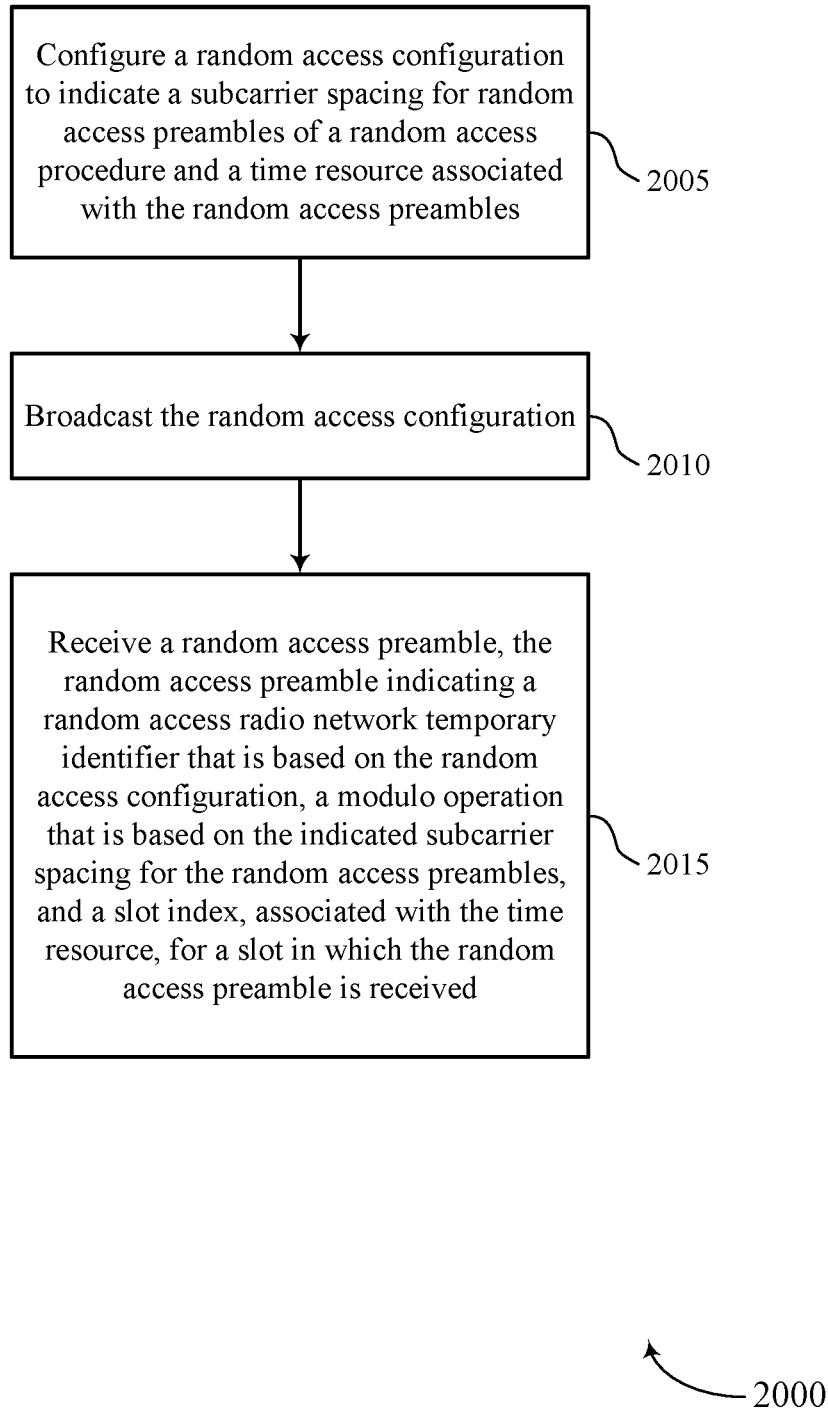 Configure a random access configuration
to indicate a subcarrier spacing for random
access preambles of a random access
procedure and a time resource associated
with the random access preambles
2005
Broadcast the random access configuration
2010
Receive a random access preamble, the
random access preamble indicating a
random access radio network temporary
identifier that is based on the random
access configuration, a modulo operation
that is based on the indicated subcarrier
spacing for the random access preambles,
and a slot index, associated with the time
resource, for a slot in which the random
access preamble is received
2015
2000